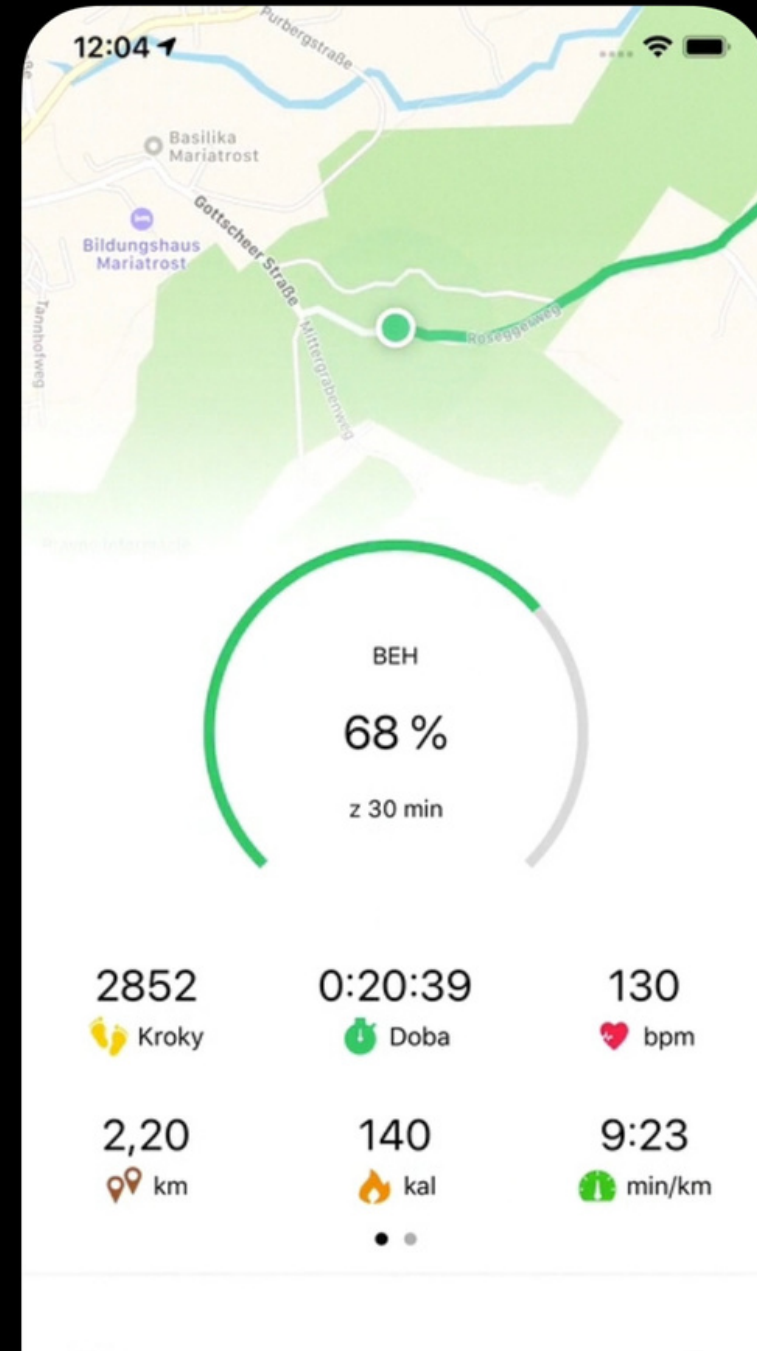 12:04
Purbergstraße
Basilika
Mariatrost
Gottscheer Straße
Bildungshaus
Mariatrost
Tannhofweg
Roseggerweg
Mittergrabenweg
BEH
68 %
z 30 min
2852
0:20:39
130
Kroky
Doba
bpm
2,20
140
9:23
km
kal
min/km